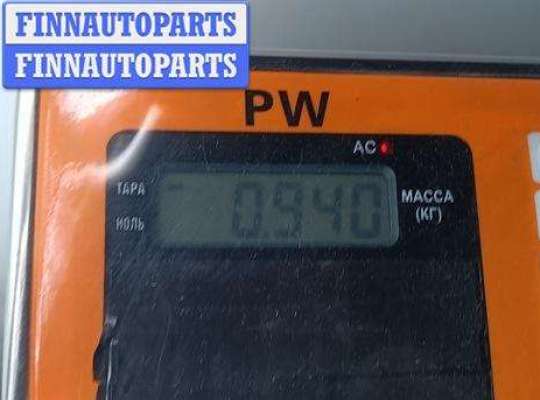 FINNAUTOPARTS
FINNAUTOPARTS
PW
AC
ТАРА
0.940
МАССА
(КГ)
НОЛЬ